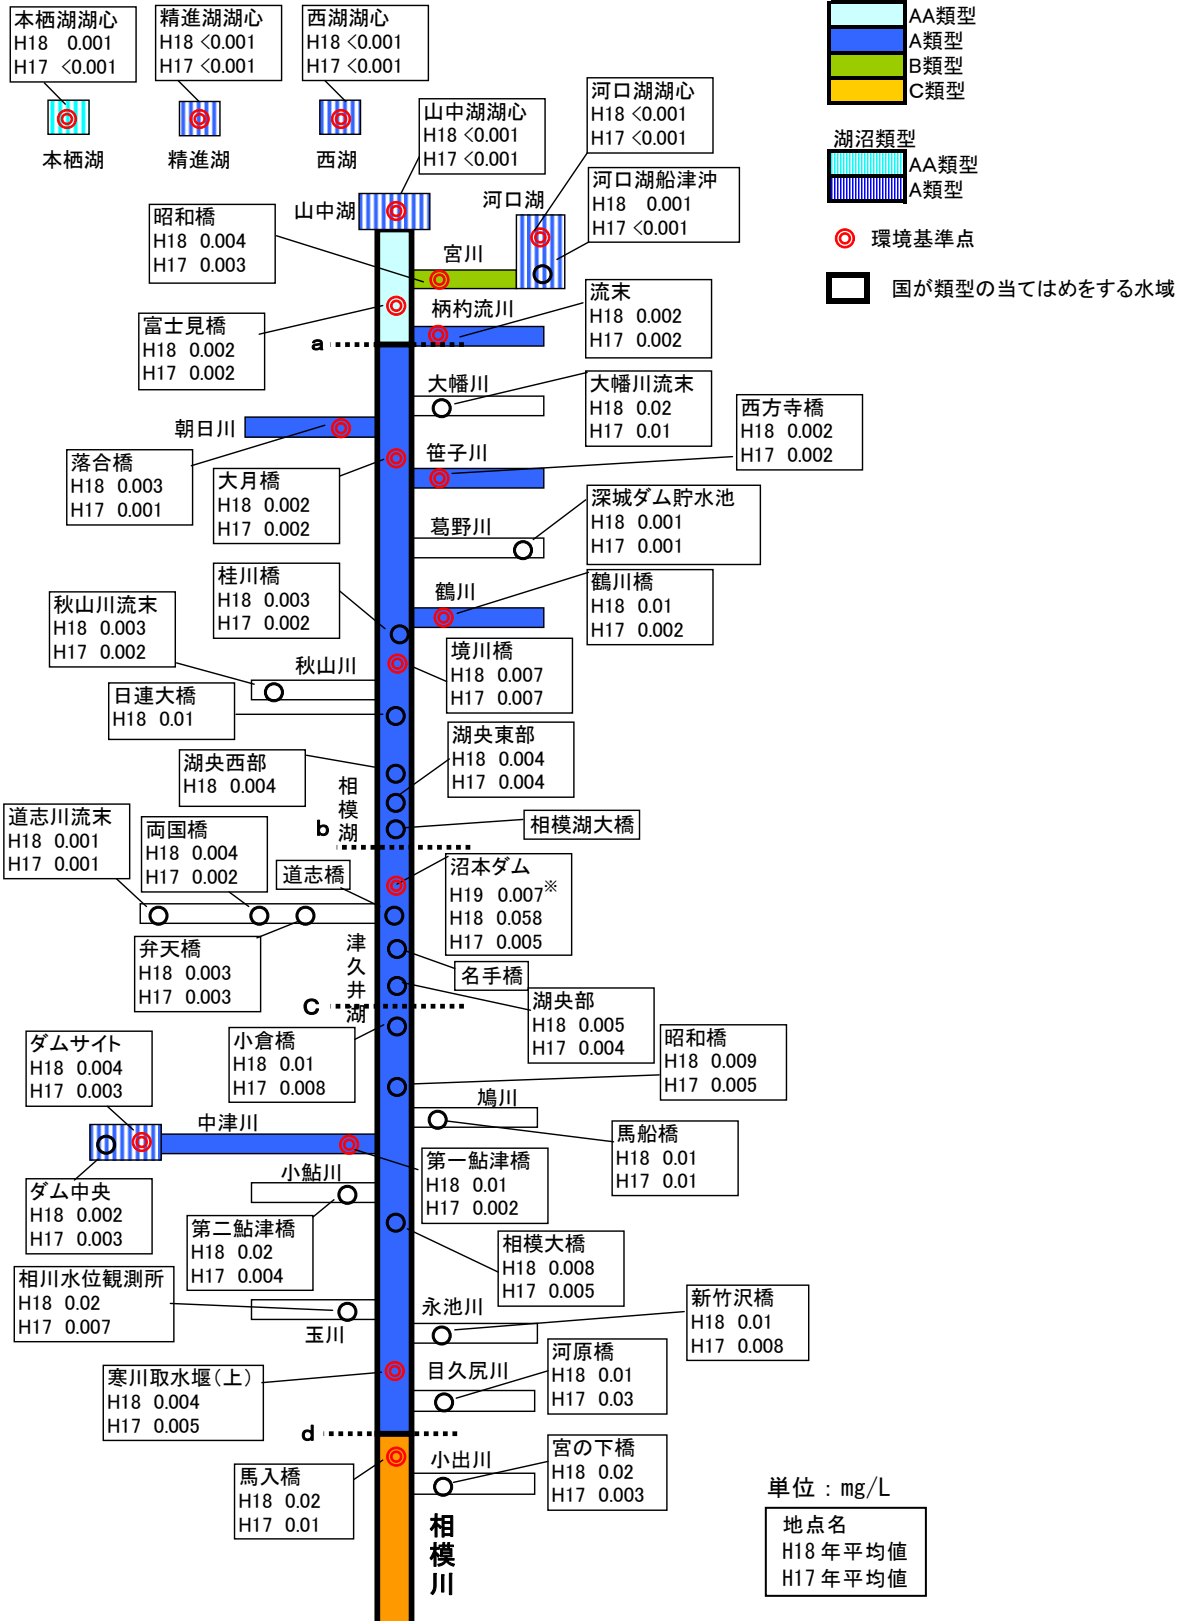 本栖湖湖心
H18 0.001
H17 <0.001
精進湖湖心
H18 <0.001
H17 <0.001
西湖湖心
H18 <0.001
H17 <0.001
AA類型
A類型
B類型
C類型
湖沼類型
AA類型
A類型
環境基準点
国が類型の当てはめをする水域
本栖湖
精進湖
西湖
山中湖湖心
H18 <0.001
H17 <0.001
河口湖湖心
H18 <0.001
H17 <0.001
河口湖船津沖
H18 0.001
H17 <0.001
山中湖
河口湖
昭和橋
H18 0.004
H17 0.003
宮川
富士見橋
H18 0.002
H17 0.002
柄杓流川
流末
H18 0.002
H17 0.002
a
大幡川
大幡川流末
H18 0.02
H17 0.01
朝日川
西方寺橋
H18 0.002
H17 0.002
落合橋
H18 0.003
H17 0.001
大月橋
H18 0.002
H17 0.002
笹子川
葛野川
深城ダム貯水池
H18 0.001
H17 0.001
桂川橋
H18 0.003
H17 0.002
鶴川
鶴川橋
H18 0.01
H17 0.002
秋山川流末
H18 0.003
H17 0.002
秋山川
境川橋
H18 0.007
H17 0.007
日連大橋
H18 0.01
湖央西部
H18 0.004
湖央東部
H18 0.004
H17 0.004
相模湖
b
相模湖大橋
道志川流末
H18 0.001
H17 0.001
両国橋
H18 0.004
H17 0.002
道志橋
沼本ダム
H19 0.007※
H18 0.058
H17 0.005
弁天橋
H18 0.003
H17 0.003
津久井湖
名手橋
c
湖央部
H18 0.005
H17 0.004
小倉橋
H18 0.01
H17 0.008
昭和橋
H18 0.009
H17 0.005
ダムサイト
H18 0.004
H17 0.003
中津川
鳩川
馬船橋
H18 0.01
H17 0.01
ダム中央
H18 0.002
H17 0.003
小鮎川
第一鮎津橋
H18 0.01
H17 0.002
第二鮎津橋
H18 0.02
H17 0.004
相模大橋
H18 0.008
H17 0.005
相川水位観測所
H18 0.02
H17 0.007
玉川
永池川
新竹沢橋
H18 0.01
H17 0.008
寒川取水堰（上）
H18 0.004
H17 0.005
目久尻川
河原橋
H18 0.01
H17 0.03
d
馬入橋
H18 0.02
H17 0.01
小出川
宮の下橋
H18 0.02
H17 0.003
相模川
単位：mg/L
地点名
H18年平均値
H17年平均値